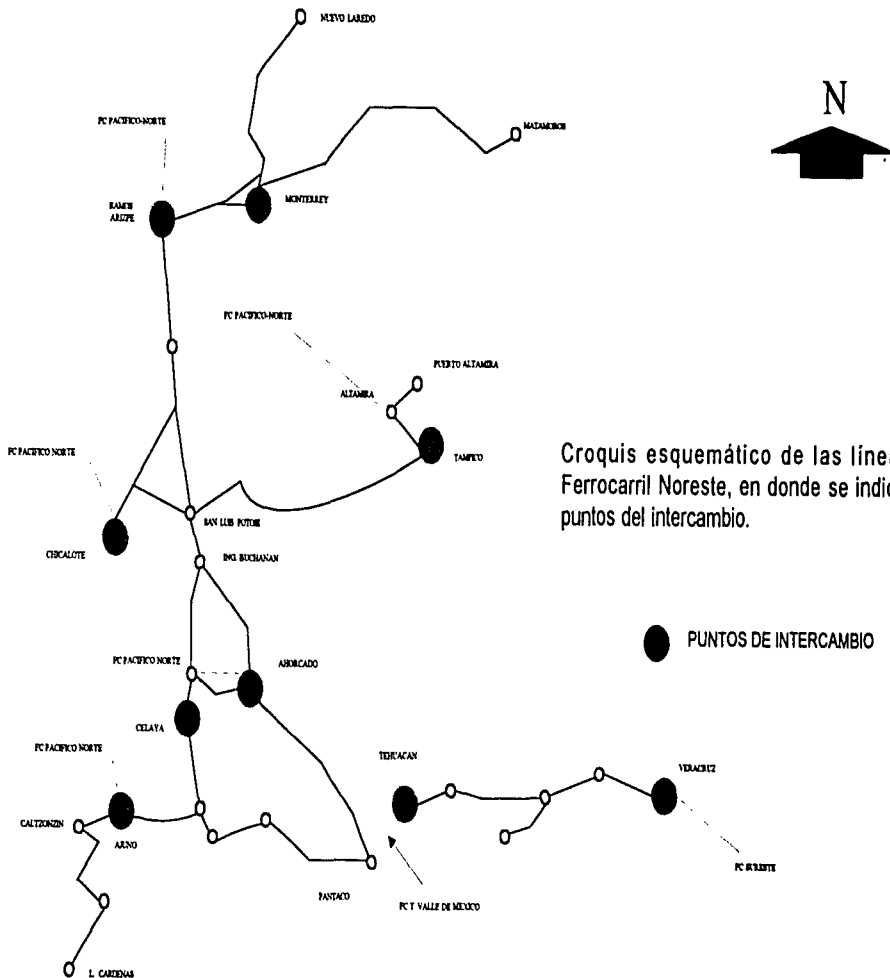 NUEVO LAREDO
N
FC PACIFICO-NORTE
MATAMOROS
RAMOS
ARIZPE
MONTERREY
FC PACIFICO-NORTE
PUERTO ALTAMIRA
ALTAMIRA
FC PACIFICO NORTE
TAMPICO
Croquis esquemático de las línea
Ferrocarril Noreste, en donde se indic
puntos del intercambio.
SAN LUIS POTOSI
CHICALOTE
ING. BUCHANAN
PUNTOS DE INTERCAMBIO
FC PACIFICO NORTE
AHORCADO
CELAYA
FC PACIFICO NORTE
TEHUACAN
VERACRUZ
CALTZONZIN
AJUNO
FC SURESTE
PANTACO
FC T. VALLE DE MEXICO
L. CARDENAS